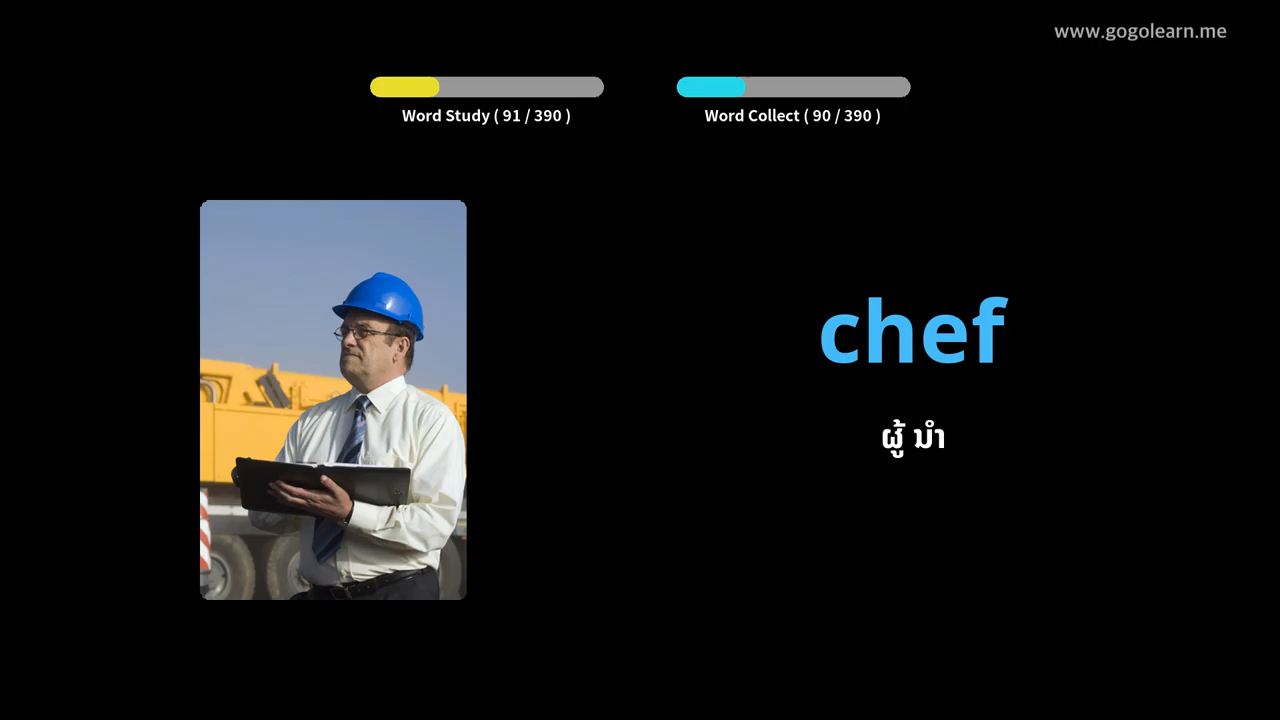 www.gogolearn.me
Word Study ( 91 / 390 )
Word Collect ( 90 / 390 )
chef
ຜູ້ ນໍາ